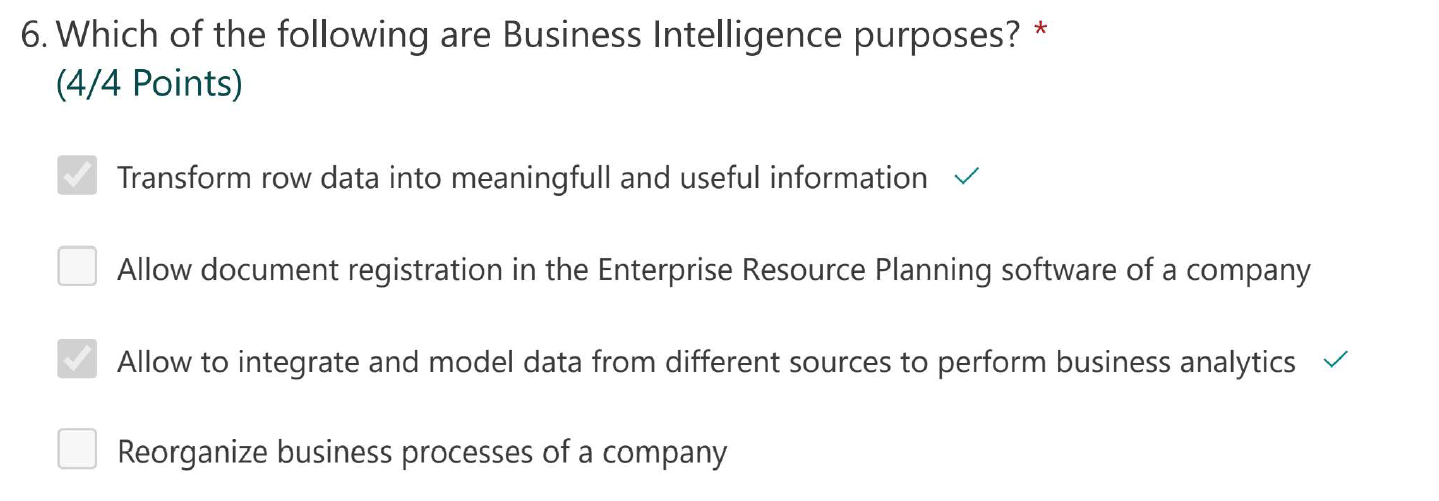 6. Which of the following are Business Intelligence purposes? *
(4/4 Points)
Transform row data into meaningfull and useful information
Allow document registration in the Enterprise Resource Planning software of a company
Allow to integrate and model data from different sources to perform business analytics
Reorganize business processes of a company